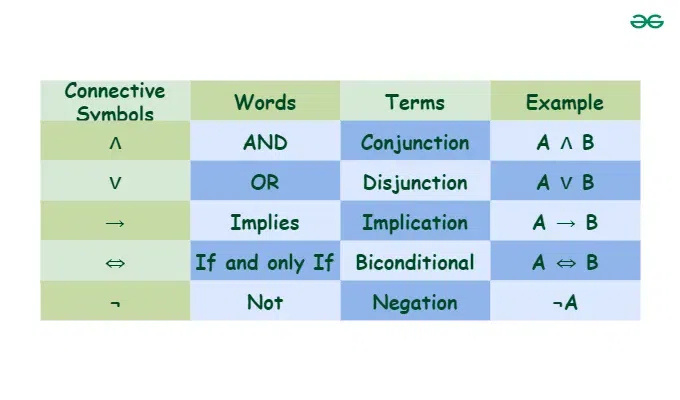 Connective Symbols Words Terms Example
∧ AND Conjunction A ∧ B
∨ OR Disjunction A ∨ B
→ Implies Implication A → B
⇔ If and only If Biconditional A ⇔ B
¬ Not Negation ¬A